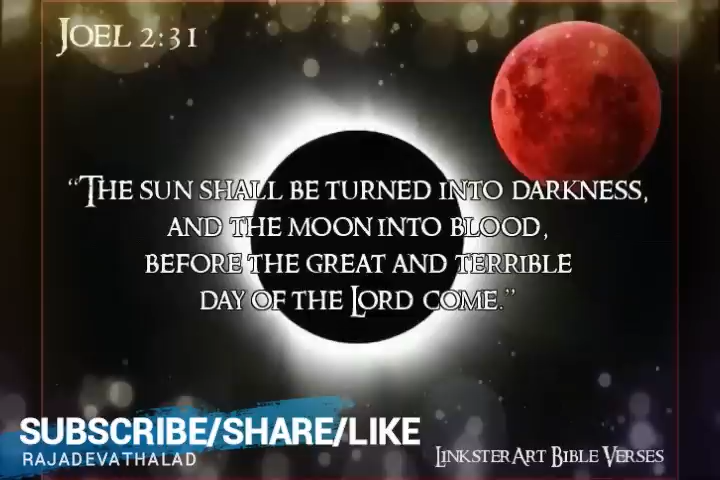 JOEL 2:31
"THE SUN SHALL BE TURNED INTO DARKNESS,
AND THE MOON INTO BLOOD,
BEFORE THE GREAT AND TERRIBLE
DAY OF THE LORD COME."
SUBSCRIBE/SHARE/LIKE
RAJADEVATHALAD
LINKSTERART BIBLE VERSES